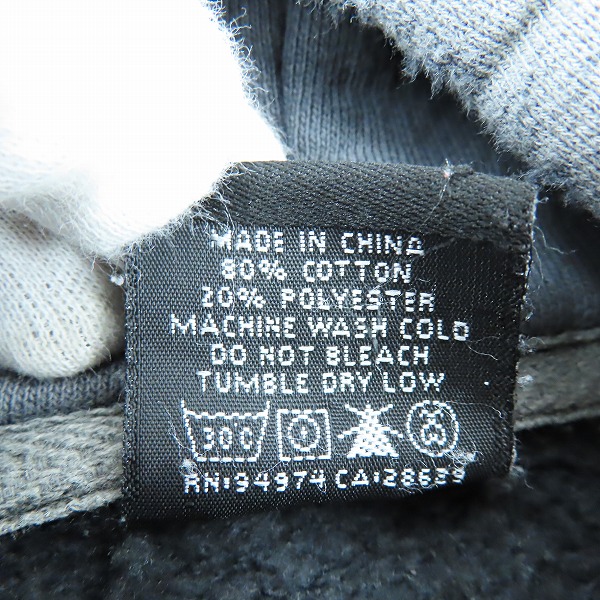 MADE IN CHINA
80% COTTON
20% POLYESTER
MACHINE WASH COLD
DO NOT BLEACH
TUMBLE DRY LOW
30C
RN:94974 CA:28639